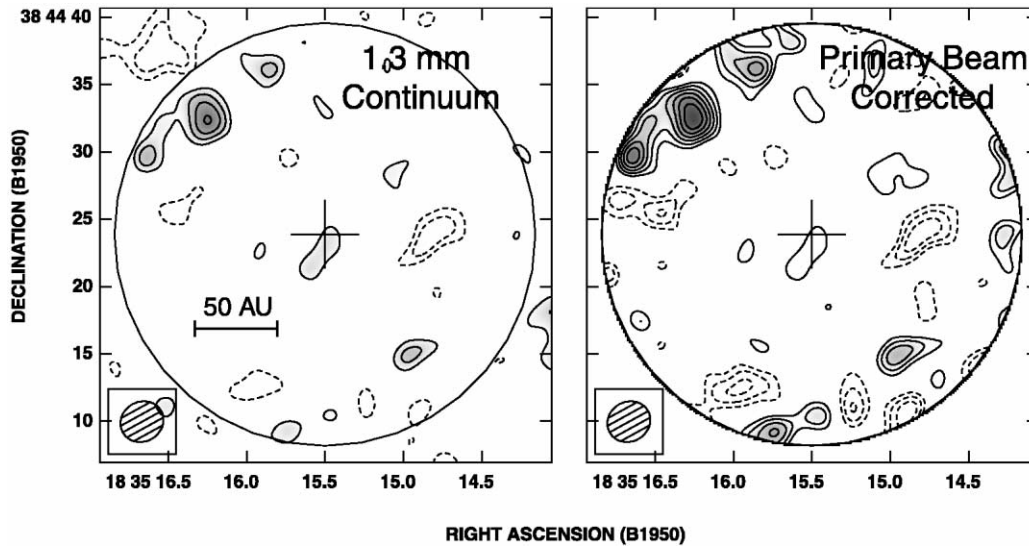 38 44 40
35
30
25
20
15
10
DECLINATION (B1950)
1.3 mm
Continuum
50 AU
18 35 16.5
16.0
15.5
15.0
14.5
Primary Beam
Corrected
18 35 16.5
16.0
15.5
15.0
14.5
RIGHT ASCENSION (B1950)